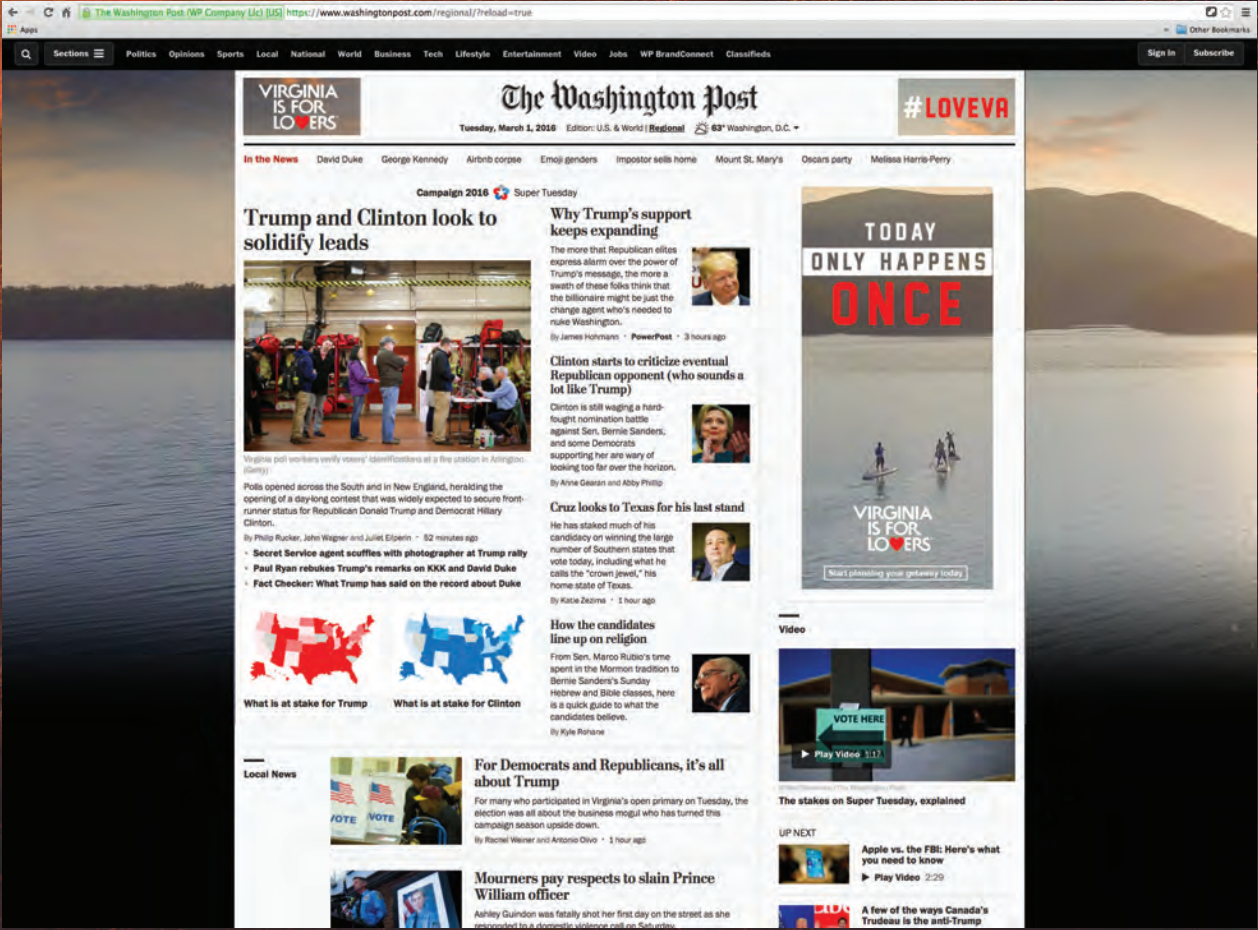 The Washington Post (WP Company Llc) [US] https://www.washingtonpost.com/regional/?reload=true
Apps
Other Bookmarks
Sections
Politics Opinions Sports Local National World Business Tech Lifestyle Entertainment Video Jobs WP BrandConnect Classifieds
Sign In Subscribe
VIRGINIA
IS FOR
LOVERS
The Washington Post
#LOVEVA
Tuesday, March 1, 2016 Edition: U.S. & World | Regional 63° Washington, D.C.
In the News David Duke George Kennedy Airbnb corpse Emoji genders Impostor sells home Mount St. Mary's Oscars party Melissa Harris-Perry
Campaign 2016 Super Tuesday
Trump and Clinton look to
solidify leads
Virginia poll workers verify voters' identifications at a fire station in Arlington.
(Getty)
Polls opened across the South and in New England, heralding the
opening of a day-long contest that was widely expected to secure front-
runner status for Republican Donald Trump and Democrat Hillary
Clinton.
By Philip Rucker, John Wagner and Juliet Eilperin • 52 minutes ago
• Secret Service agent scuffles with photographer at Trump rally
• Paul Ryan rebukes Trump's remarks on KKK and David Duke
• Fact Checker: What Trump has said on the record about Duke
What is at stake for Trump
What is at stake for Clinton
Why Trump's support
keeps expanding
The more that Republican elites
express alarm over the power of
Trump's message, the more a
swath of these folks think that
the billionaire might be just the
change agent who's needed to
nuke Washington.
By James Hohmann • PowerPost • 3 hours ago
Clinton starts to criticize eventual
Republican opponent (who sounds a
lot like Trump)
Clinton is still waging a hard-
fought nomination battle
against Sen. Bernie Sanders,
and some Democrats
supporting her are wary of
looking too far over the horizon.
By Anne Gearan and Abby Phillip
Cruz looks to Texas for his last stand
He has staked much of his
candidacy on winning the large
number of Southern states that
vote today, including what he
calls the "crown jewel," his
home state of Texas.
By Katie Zezima • 1 hour ago
How the candidates
line up on religion
From Sen. Marco Rubio's time
spent in the Mormon tradition to
Bernie Sanders's Sunday
Hebrew and Bible classes, here
is a quick guide to what the
candidates believe.
By Kyle Rohane
TODAY
ONLY HAPPENS
ONCE
VIRGINIA
IS FOR
LOVERS
Start planning your getaway today
Video
VOTE HERE
Play Video 5:17
The stakes on Super Tuesday, explained
UP NEXT
Apple vs. the FBI: Here's what
you need to know
Play Video 2:29
A few of the ways Canada's
Trudeau is the anti-Trump
Local News
VOTE VOTE
For Democrats and Republicans, it's all
about Trump
For many who participated in Virginia's open primary on Tuesday, the
election was all about the business mogul who has turned this
campaign season upside down.
By Rachel Weiner and Antonio Olivo • 1 hour ago
Mourners pay respects to slain Prince
William officer
Ashley Guindon was fatally shot her first day on the street as she
responded to a domestic violence call on Saturday.